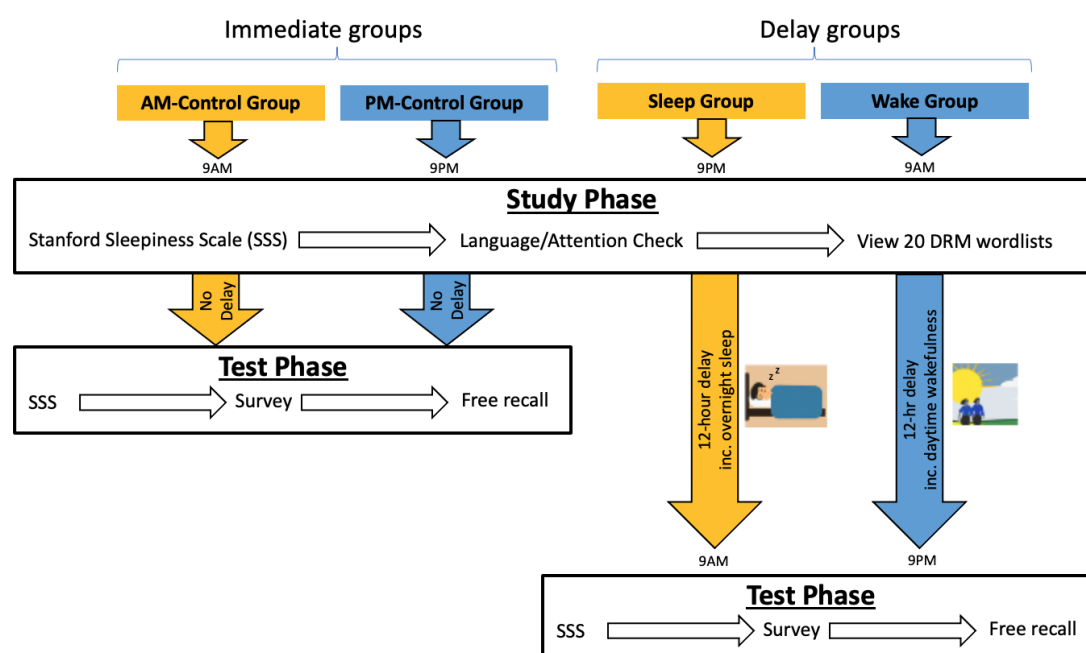 Immediate groups
Delay groups
AM-Control Group
PM-Control Group
Sleep Group
Wake Group
9AM
9PM
9PM
9AM
Study Phase
Stanford Sleepiness Scale (SSS)
Language/Attention Check
View 20 DRM wordlists
No
Delay
No
Delay
12-hour delay
inc. overnight sleep
z z
12-hr delay
inc. daytime wakefulness
Test Phase
SSS
Survey
Free recall
9AM
9PM
Test Phase
SSS
Survey
Free recall